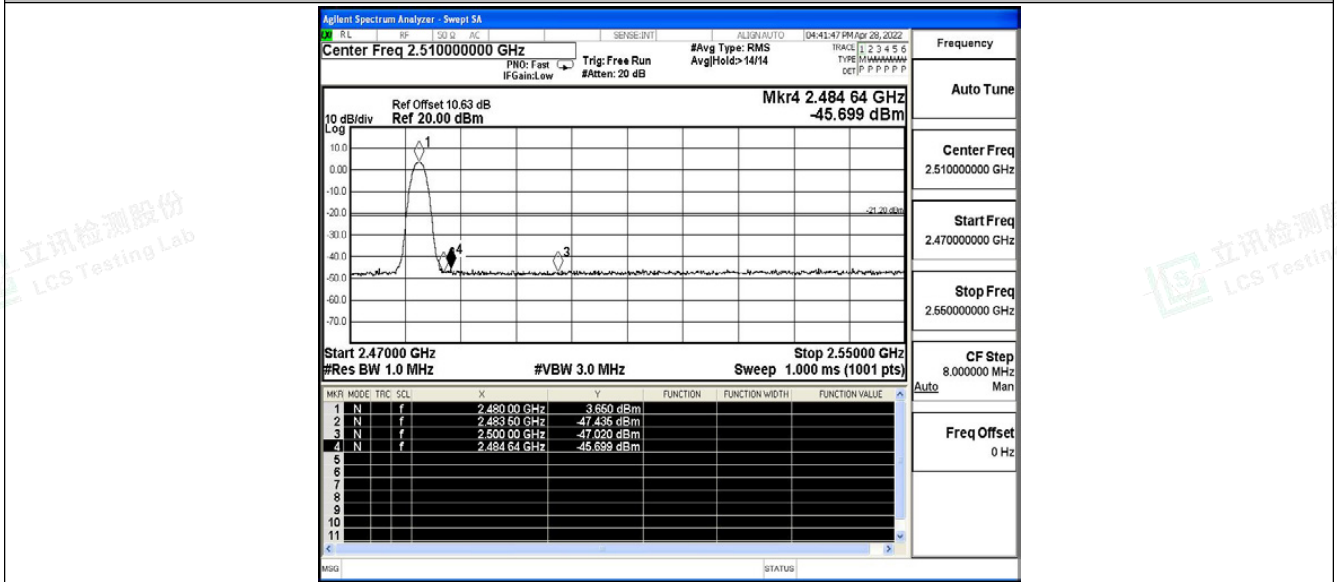 Agilent Spectrum Analyzer - Swept SA
RL RF 50 Ω AC SENSE:INT ALIGNAUTO 04:41:47 PM Apr 28, 2022
Center Freq 2.510000000 GHz
PNO: Fast
IFGain:Low
Trig: Free Run
#Atten: 20 dB
#Avg Type: RMS
Avg|Hold:> 14/14
TRACE 1 2 3 4 5 6
TYPE M
DET P P P P P P
Ref Offset 10.63 dB
10 dB/div Ref 20.00 dBm
Log
Mkr4 2.484 64 GHz
-45.699 dBm
10.0
0.00
-10.0
-20.0
-30.0
-40.0
-50.0
-60.0
-70.0
1
4
3
-21.20 dBm
Start 2.47000 GHz Stop 2.55000 GHz
#Res BW 1.0 MHz #VBW 3.0 MHz Sweep 1.000 ms (1001 pts)
MKR MODE TRC SCL X Y FUNCTION FUNCTION WIDTH FUNCTION VALUE
1 N f 2.480 00 GHz 3.650 dBm
2 N f 2.483 50 GHz -47.435 dBm
3 N f 2.500 00 GHz -47.020 dBm
4 N f 2.484 64 GHz -45.699 dBm
5
6
7
8
9
10
11
MSG STATUS
Frequency
Auto Tune
Center Freq
2.510000000 GHz
Start Freq
2.470000000 GHz
Stop Freq
2.550000000 GHz
CF Step
8.000000 MHz
Auto Man
Freq Offset
0 Hz
立讯检测股份
LCS Testing Lab
立讯检测
LCS Testin